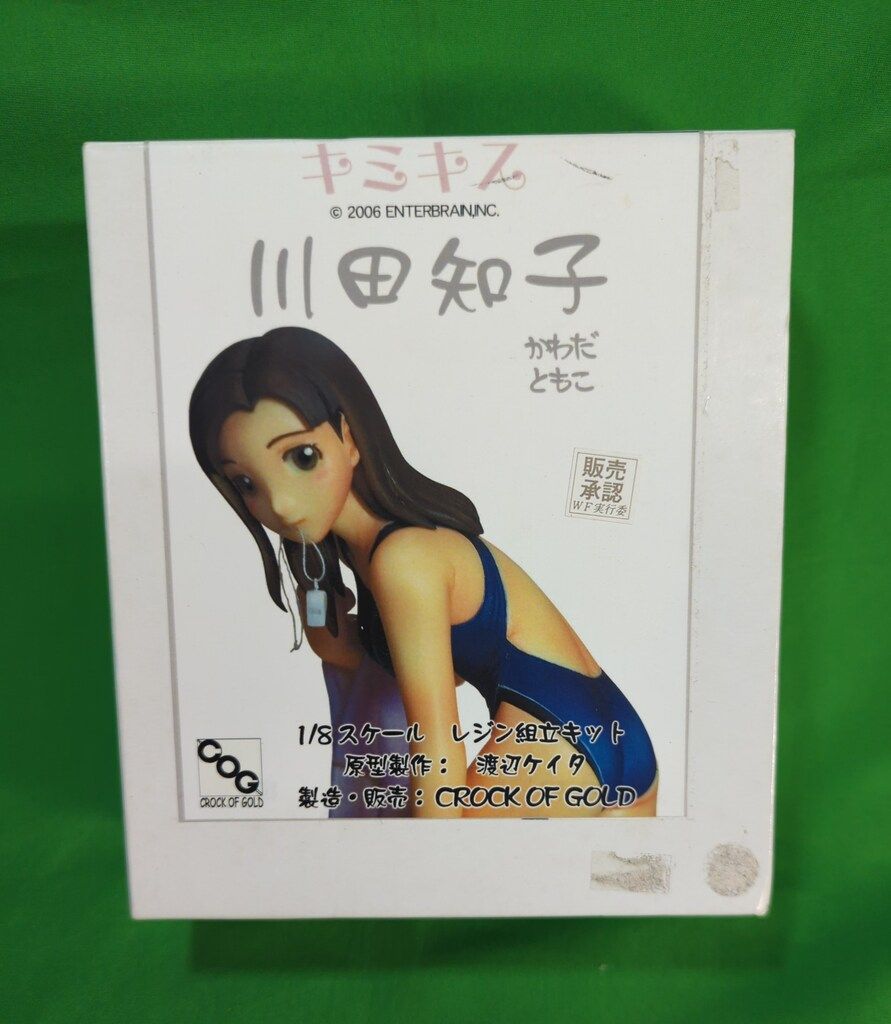 キミキス
© 2006 ENTERBRAIN,INC.
川田知子
かわだ
ともこ
販売
承認
WF実行委
1/8スケール　レジン組立キット
原型製作：　渡辺ケイタ
製造・販売：CROCK OF GOLD
COG
CROCK OF GOLD